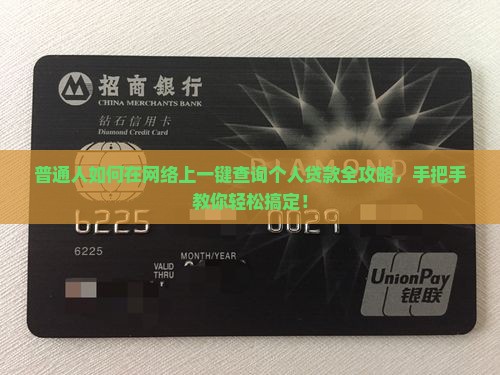 招商銀行
CHINA MERCHANTS BANK
钻石信用卡
Diamond Credit Card
DIAMOND
普通人如何在网络上一键查询个人贷款全攻略，手把手
教你轻松搞定！
6225
0029
6225
MONTH/YEAR
VALID
THRU
UnionPay
银联